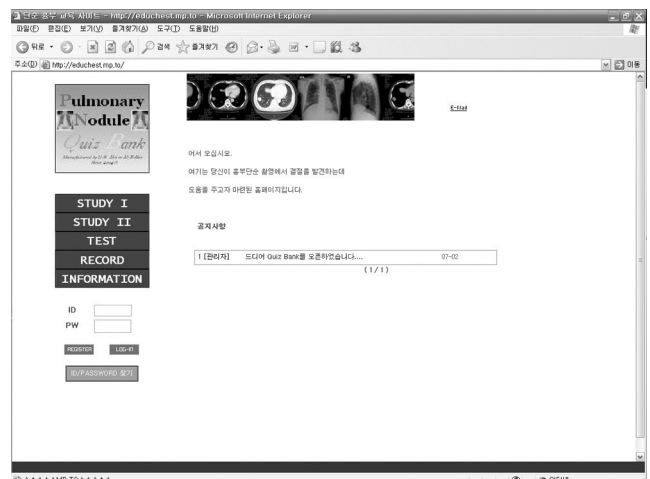 단순 흉부 교육 사이트 - http://educhest.mp.to - Microsoft Internet Explorer
파일(F) 편집(E) 보기(V) 즐겨찾기(A) 도구(T) 도움말(H)
뒤로 검색 즐겨찾기
주소(D) http://educhest.mp.to/ 이동
Pulmonary
Nodule
Quiz Bank
E-mail
어서 오십시오.
여기는 당신이 흉부단순 촬영에서 결절을 발견하는데
도움을 주고자 마련된 홈페이지입니다.
STUDY I
STUDY II
TEST
RECORD
INFORMATION
공지사항
1 [관리자] 드디어 Quiz Bank를 오픈하였습니다.... 07-02
(1/1)
ID
PW
REGISTER LOG-IN
ID/PASSWORD 찾기